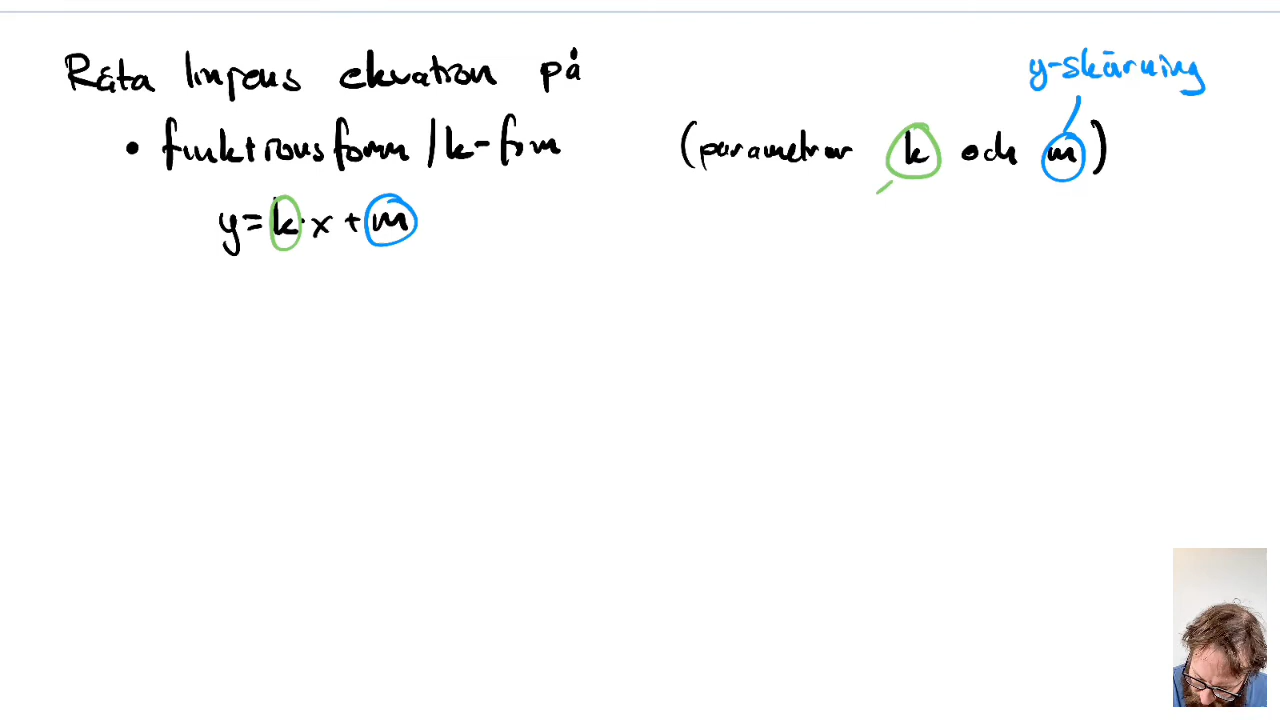 Räta linjens ekvation på
y-skärning
• funktionsform / k-form (parametrar k och m)
y = k · x + m